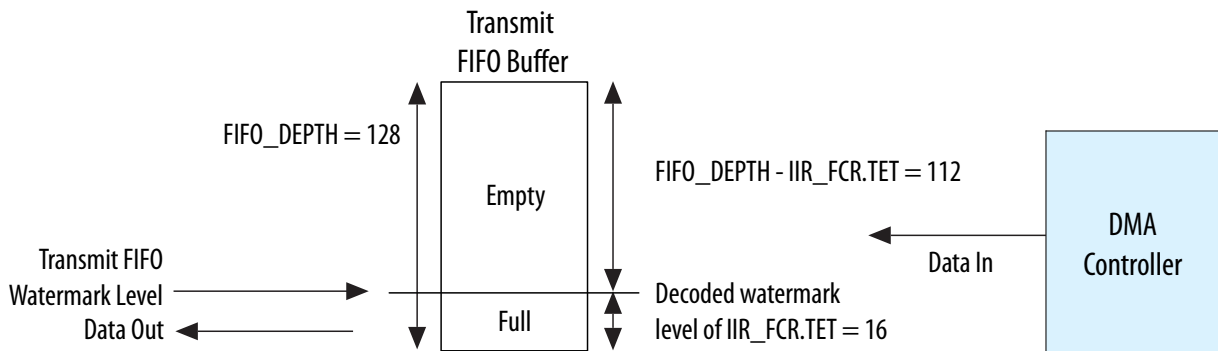 Transmit
FIFO Buffer
FIFO_DEPTH = 128
FIFO_DEPTH - IIR_FCR.TET = 112
Empty
DMA
Controller
Data In
Transmit FIFO
Watermark Level
Data Out
Full
Decoded watermark
level of IIR_FCR.TET = 16